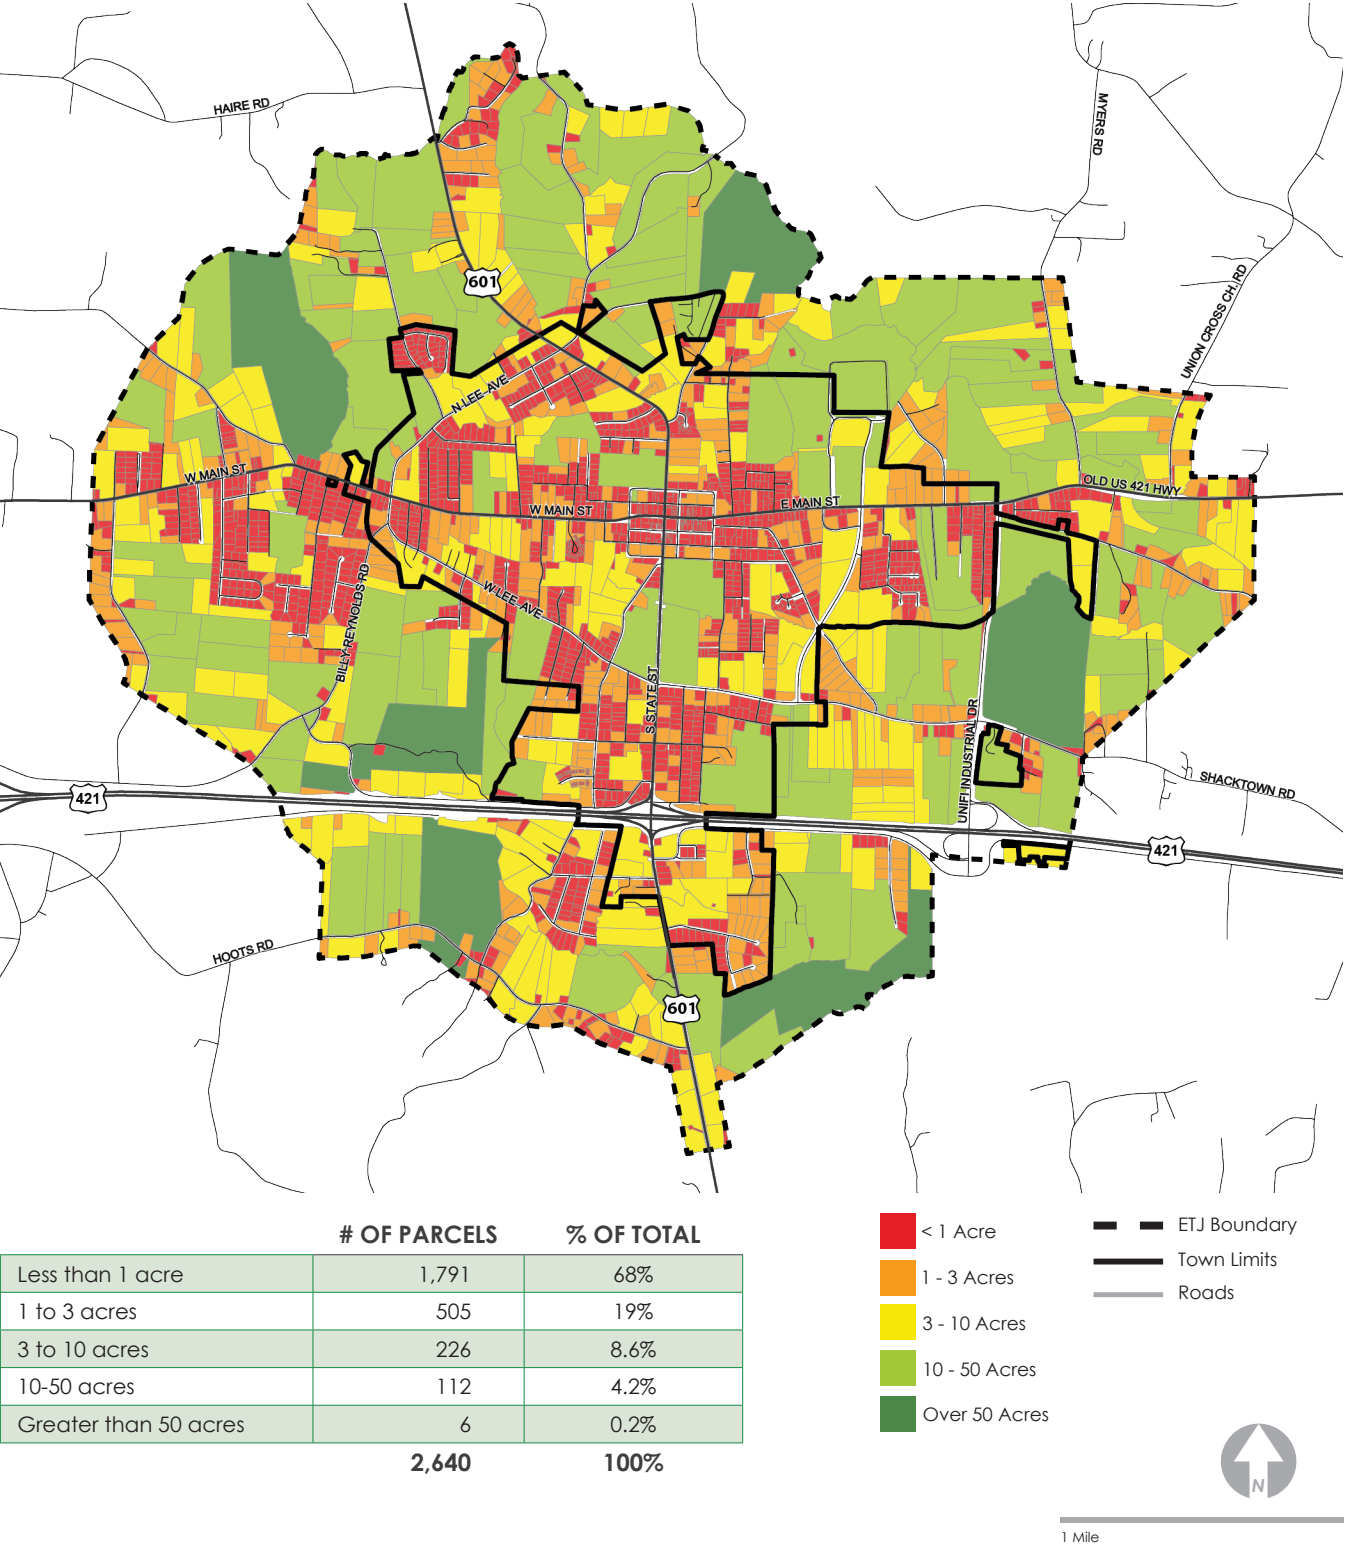 HAIRE RD
MYERS RD
601
UNION CROSS CH. RD
N LEE AVE
W MAIN ST
OLD US 421 HWY
E MAIN ST
W MAIN ST
BILLY REYNOLDS RD
W LEE AVE
S STATE ST
UNIFI INDUSTRIAL DR
SHACKTOWN RD
421
421
HOOTS RD
601
# OF PARCELS % OF TOTAL
Less than 1 acre 1,791 68%
1 to 3 acres 505 19%
3 to 10 acres 226 8.6%
10-50 acres 112 4.2%
Greater than 50 acres 6 0.2%
2,640 100%
< 1 Acre
1 - 3 Acres
3 - 10 Acres
10 - 50 Acres
Over 50 Acres
ETJ Boundary
Town Limits
Roads
N
1 Mile